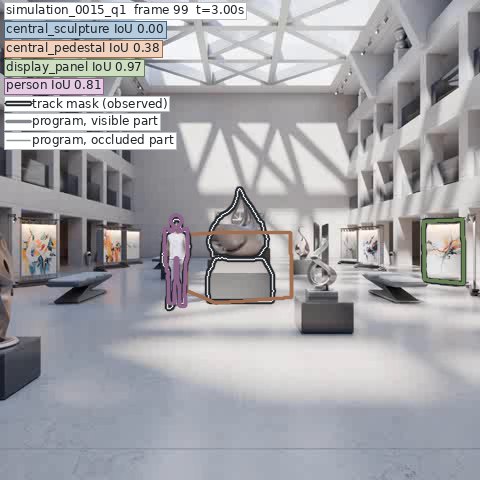 simulation_0015_q1 frame 99 t=3.00s
central_sculpture IoU 0.00
central_pedestal IoU 0.38
display_panel IoU 0.97
person IoU 0.81
track mask (observed)
program, visible part
program, occluded part